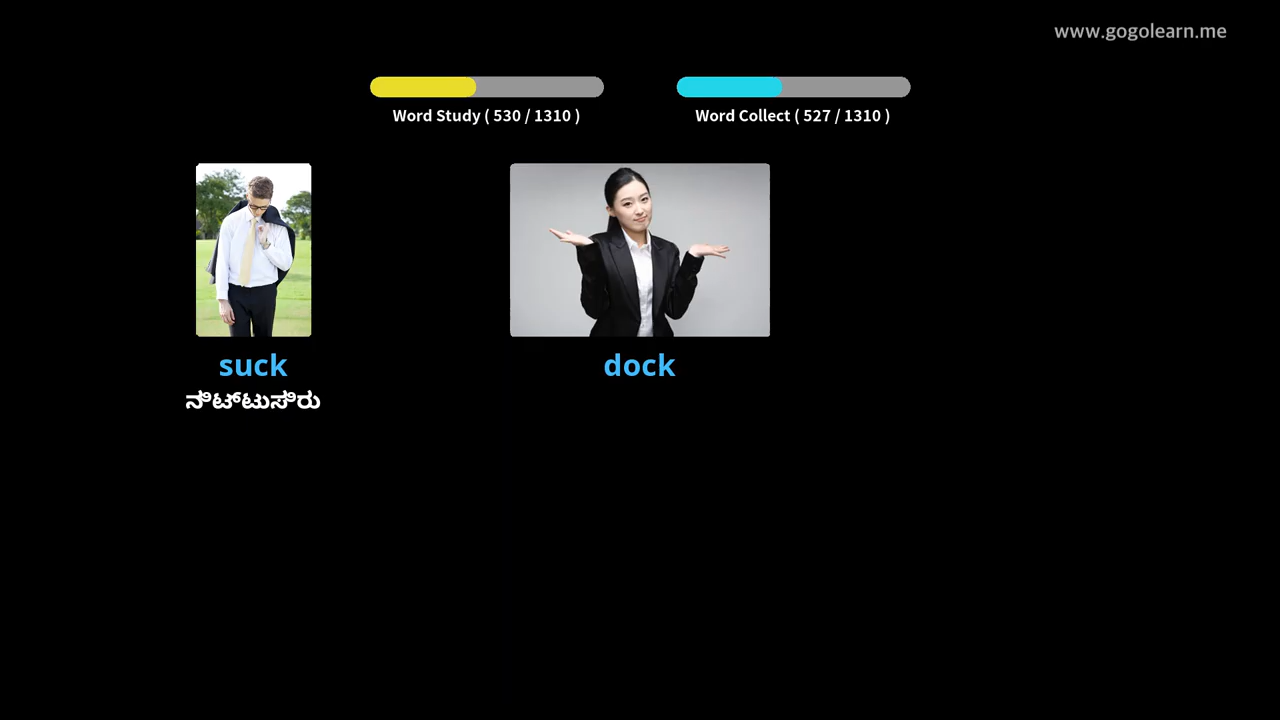 www.gogolearn.me
Word Study ( 530 / 1310 )
Word Collect ( 527 / 1310 )
suck
dock
ನಿಟ್ಟುಸಿರು